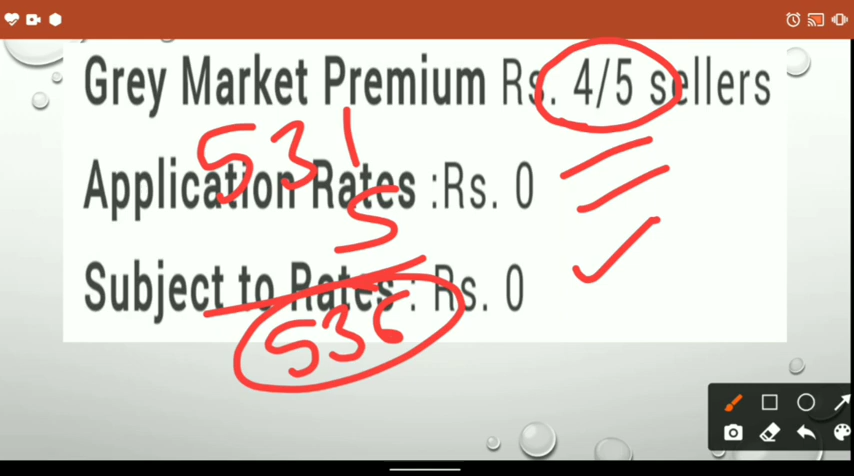 Grey Market Premium Rs. 4/5 sellers
531
Application Rates :Rs. 0
5
Subject to Rates : Rs. 0
536